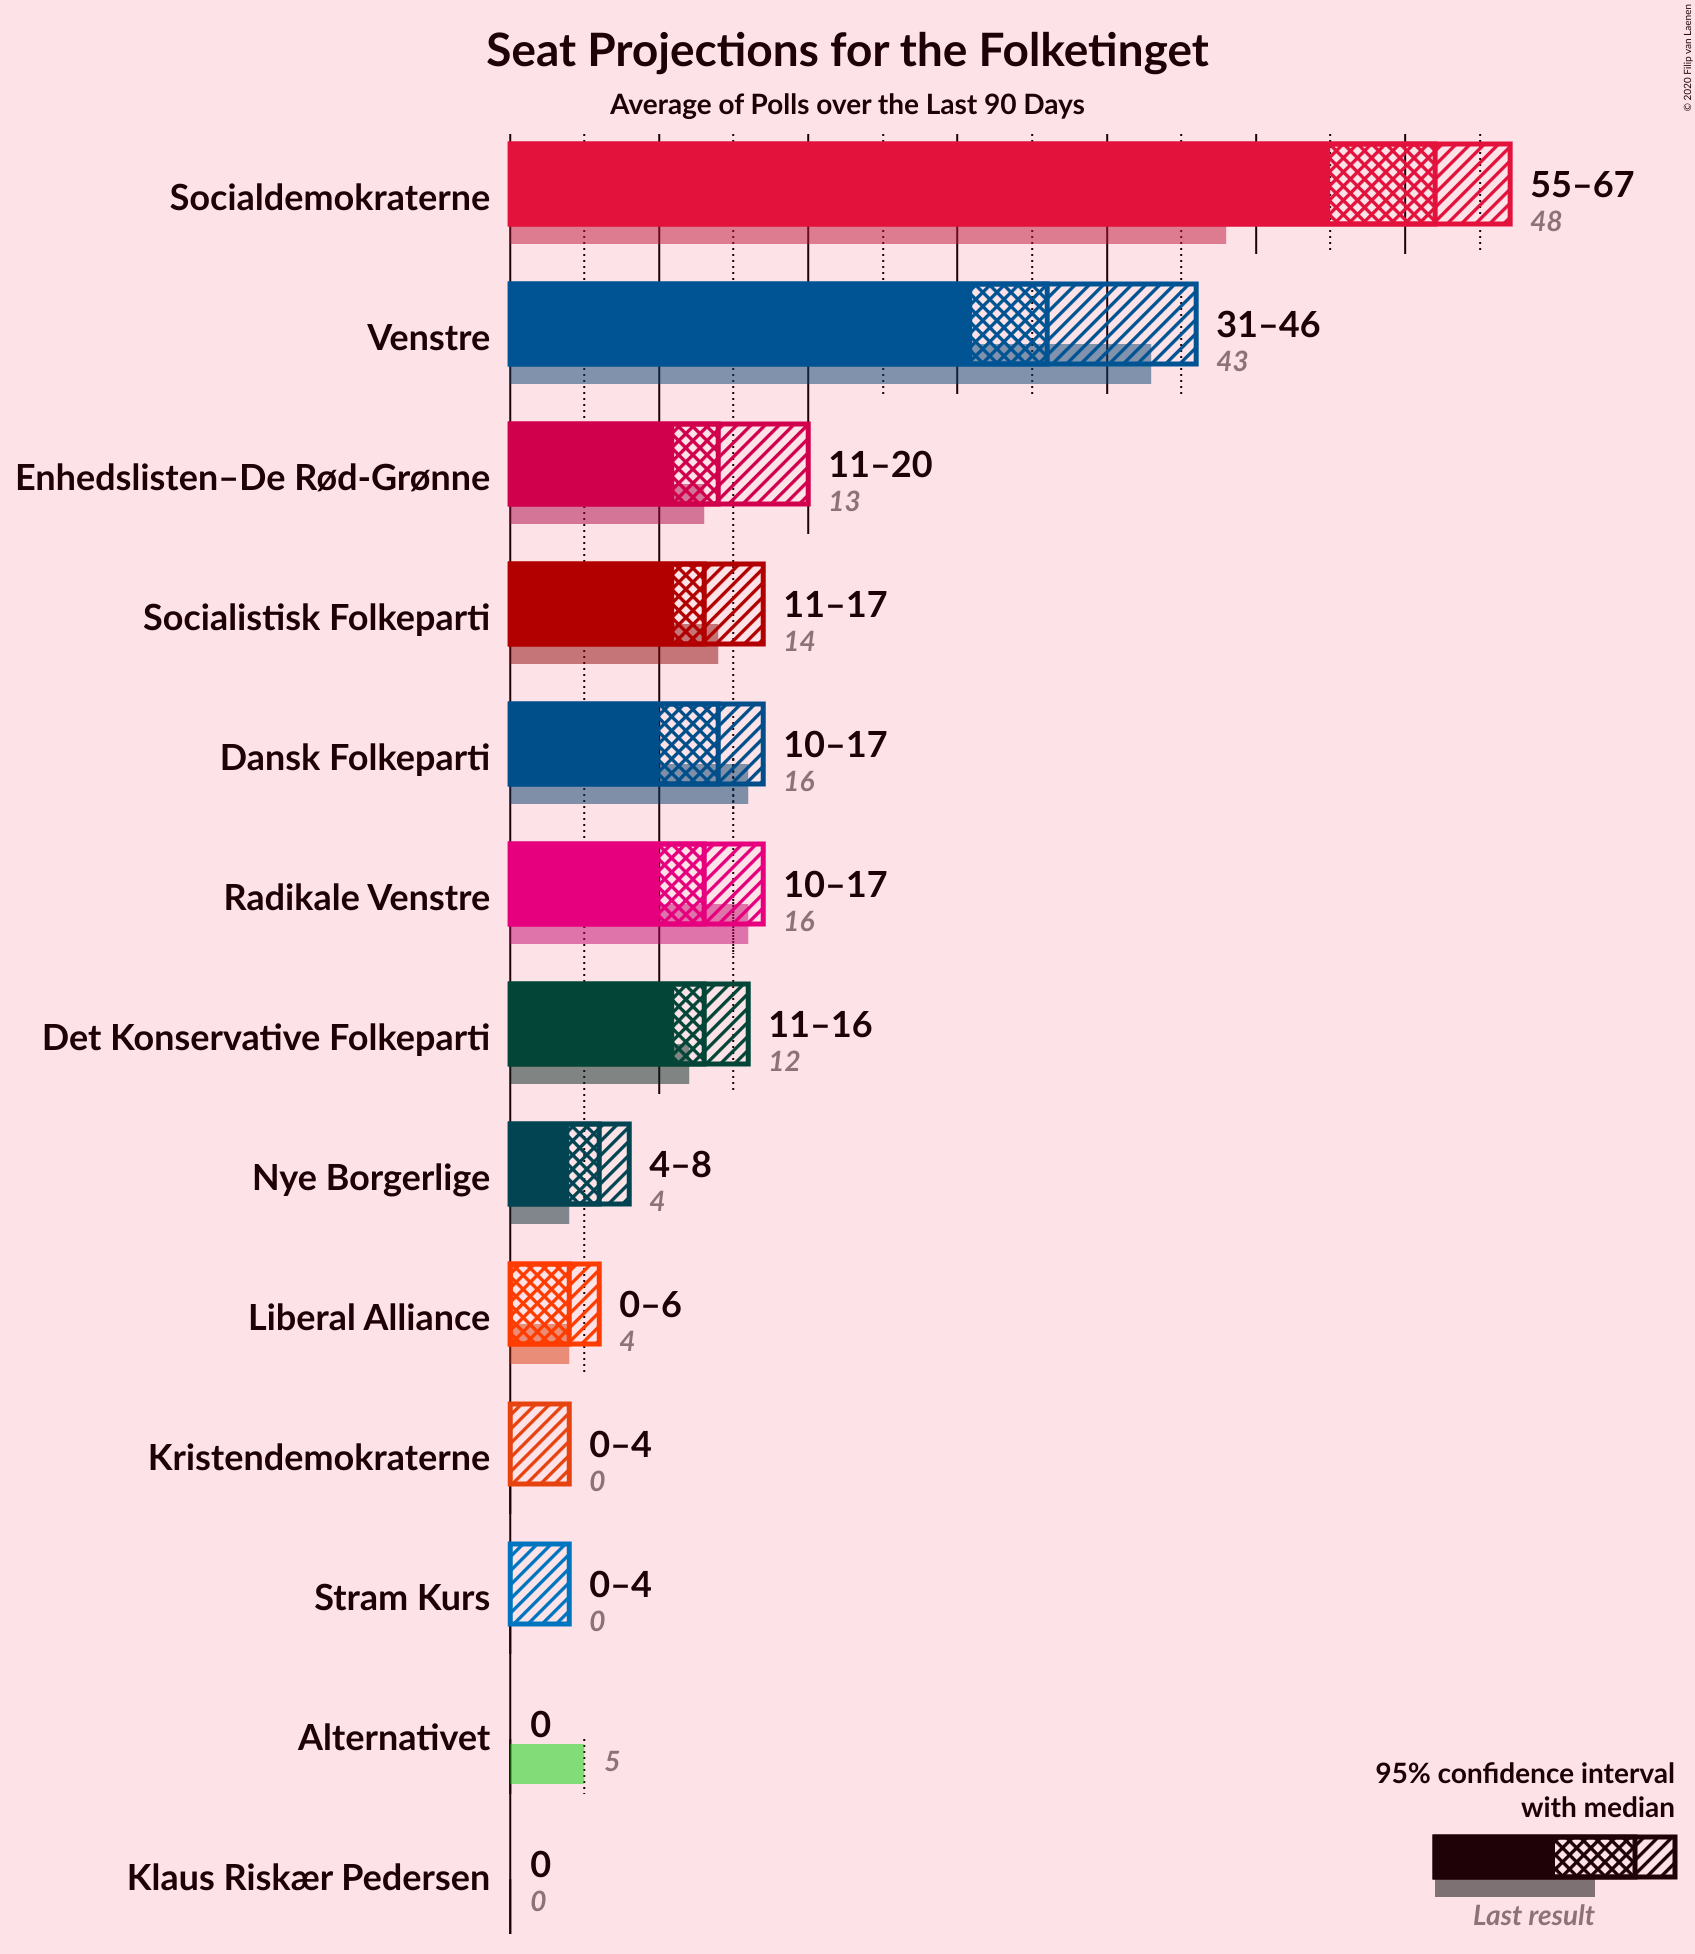 Seat Projections for the Folketinget
Average of Polls over the Last 90 Days
© 2020 Filip van Laenen
Socialdemokraterne
55–67
48
Venstre
31–46
43
Enhedslisten–De Rød-Grønne
11–20
13
Socialistisk Folkeparti
11–17
14
Dansk Folkeparti
10–17
16
Radikale Venstre
10–17
16
Det Konservative Folkeparti
11–16
12
Nye Borgerlige
4–8
4
Liberal Alliance
0–6
4
Kristendemokraterne
0–4
0
Stram Kurs
0–4
0
Alternativet
0
5
Klaus Riskær Pedersen
0
0
95% confidence interval
with median
Last result